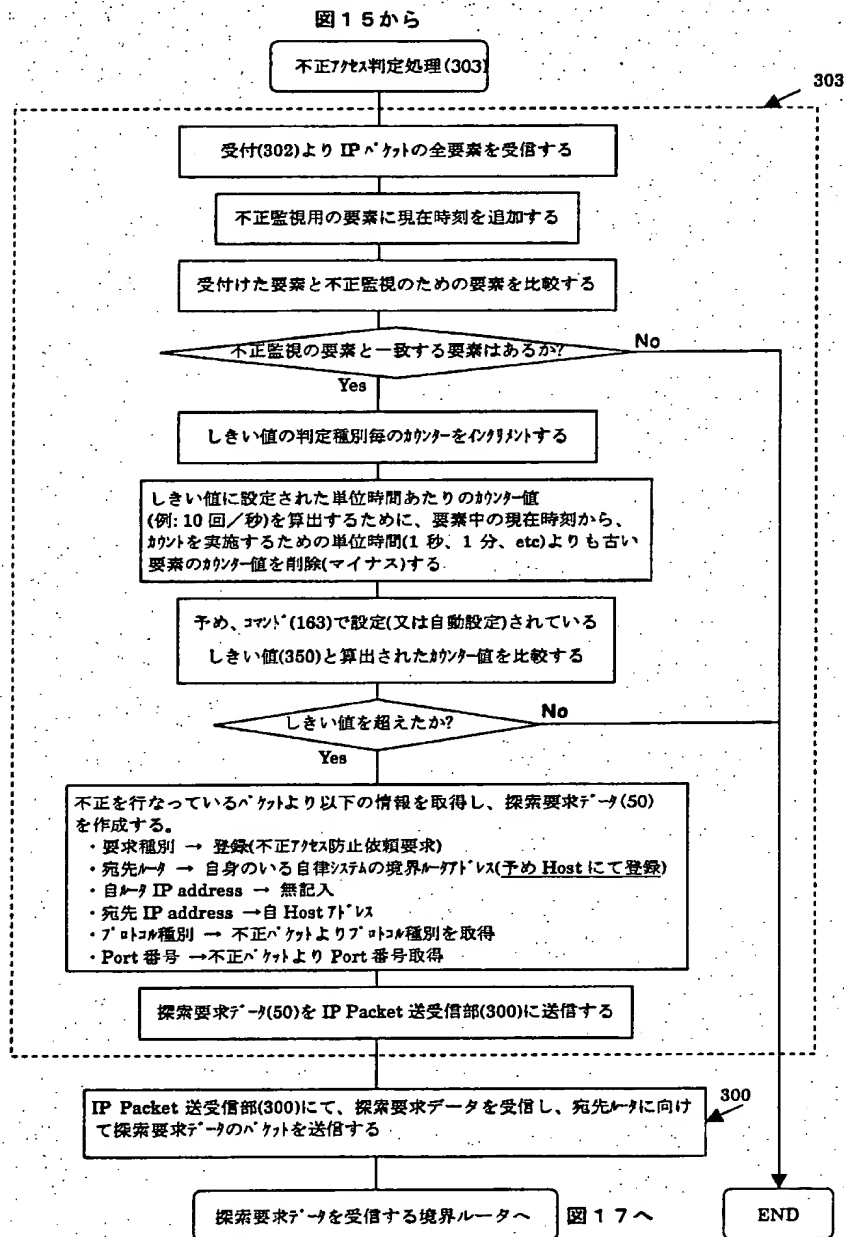 図15から
不正ｱｸｾｽ判定処理(303)
303
受付(302)より IP ﾊﾟｹｯﾄの全要素を受信する
不正監視用の要素に現在時刻を追加する
受付けた要素と不正監視のための要素を比較する
不正監視の要素と一致する要素はあるか?
No
Yes
しきい値の判定種別毎のｶｳﾝﾀｰをｲﾝｸﾘﾒﾝﾄする
しきい値に設定された単位時間あたりのｶｳﾝﾀｰ値
(例: 10 回／秒)を算出するために、要素中の現在時刻から、
ｶｳﾝﾄを実施するための単位時間(1 秒、1 分、etc)よりも古い
要素のｶｳﾝﾀｰ値を削除(マイナス)する
予め、ｺﾏﾝﾄﾞ(163)で設定(又は自動設定)されている
しきい値(350)と算出されたｶｳﾝﾀｰ値を比較する
しきい値を超えたか?
No
Yes
不正を行なっているﾊﾟｹｯﾄより以下の情報を取得し、探索要求ﾃﾞｰﾀ(50)
を作成する。
・要求種別 → 登録(不正ｱｸｾｽ防止依頼要求)
・宛先ﾙｰﾀ → 自身のいる自律ｼｽﾃﾑの境界ﾙｰﾀｱﾄﾞﾚｽ(予め Host にて登録)
・自ﾙｰﾀ IP address → 無記入
・宛先 IP address →自 Host ｱﾄﾞﾚｽ
・ﾌﾟﾛﾄｺﾙ種別 → 不正ﾊﾟｹｯﾄよりﾌﾟﾛﾄｺﾙ種別を取得
・Port 番号 →不正ﾊﾟｹｯﾄより Port 番号取得
探索要求ﾃﾞｰﾀ(50)を IP Packet 送受信部(300)に送信する
300
IP Packet 送受信部(300)にて、探索要求データを受信し、宛先ﾙｰﾀに向け
て探索要求ﾃﾞｰﾀのﾊﾟｹｯﾄを送信する
探索要求ﾃﾞｰﾀを受信する境界ルータへ
図17へ
END